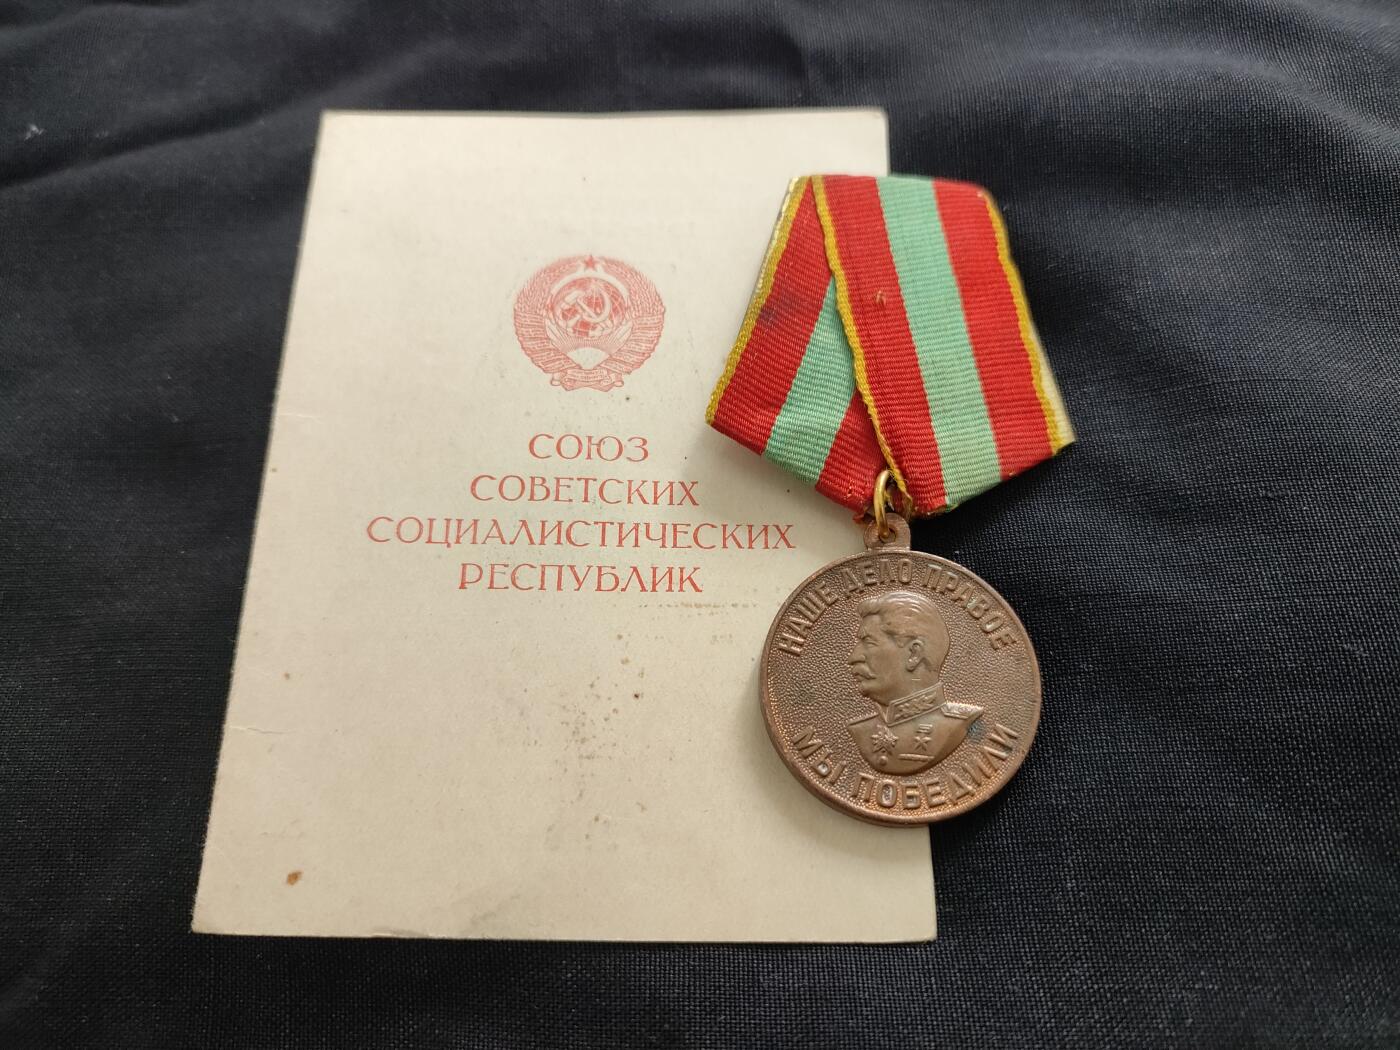 СОЮЗ
СОВЕТСКИХ
СОЦИАЛИСТИЧЕСКИХ
РЕСПУБЛИК
НАШЕ ДЕЛО ПРАВОЕ
МЫ ПОБЕДИЛИ